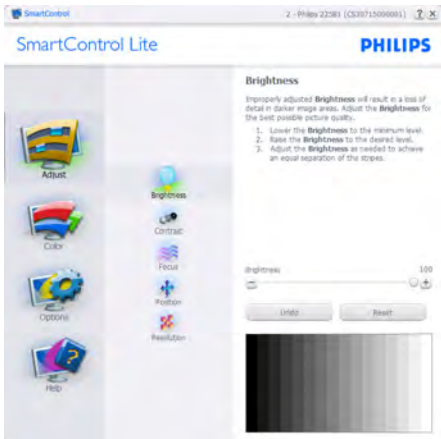 SmartControl
2 - Philips 225B1 (CS30715000001)
SmartControl Lite
PHILIPS
Adjust
Color
Options
Help
Brightness
Contrast
Focus
Position
Resolution
Brightness
Improperly adjusted Brightness will result in a loss of
detail in darker image areas. Adjust the Brightness for
the best possible picture quality.
1. Lower the Brightness to the minimum level.
2. Raise the Brightness to the desired level.
3. Adjust the Brightness as needed to achieve
an equal separation of the stripes.
Brightness 100
Undo Reset